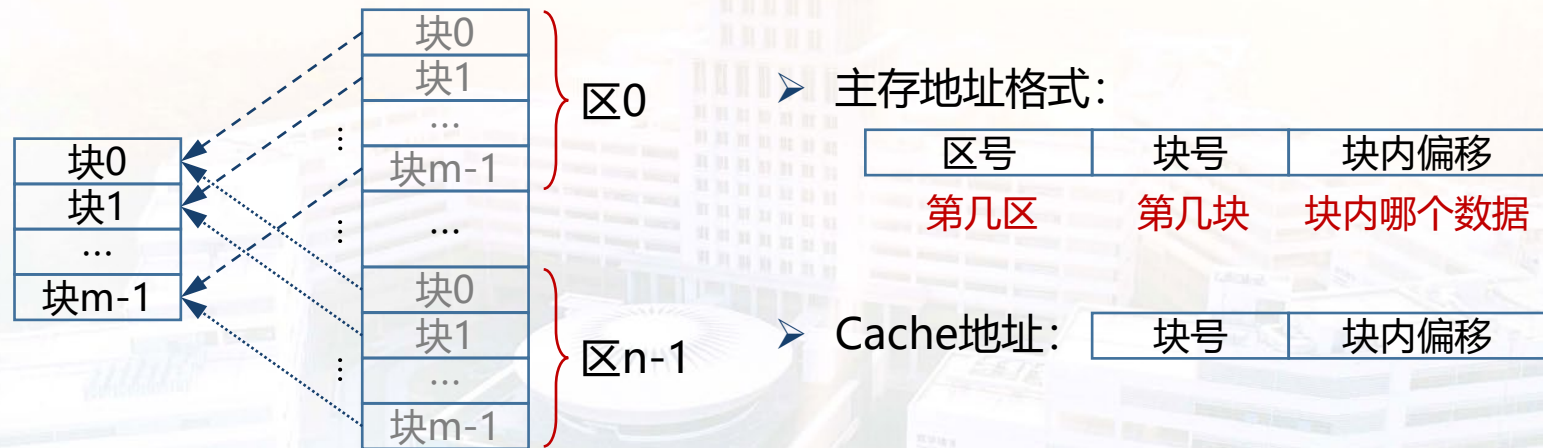 块0
块1
…
块m-1
块0
块1
…
块m-1
…
块0
块1
…
块m-1
⋮
⋮
⋮
区0
区n-1
➢ 主存地址格式：
区号 块号 块内偏移
第几区 第几块 块内哪个数据
➢ Cache地址： 块号 块内偏移